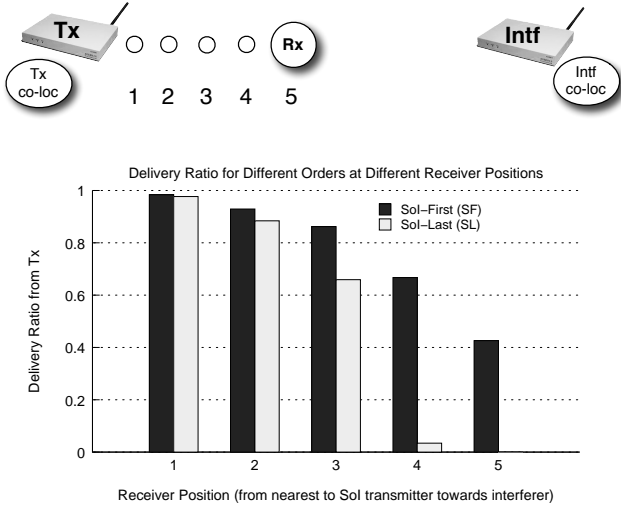 Tx
Rx
Intf
Tx
co-loc
Intf
co-loc
1 2 3 4 5
Delivery Ratio for Different Orders at Different Receiver Positions
SoI–First (SF)
SoI–Last (SL)
Delivery Ratio from Tx
1
0.8
0.6
0.4
0.2
0
1 2 3 4 5
Receiver Position (from nearest to SoI transmitter towards interferer)